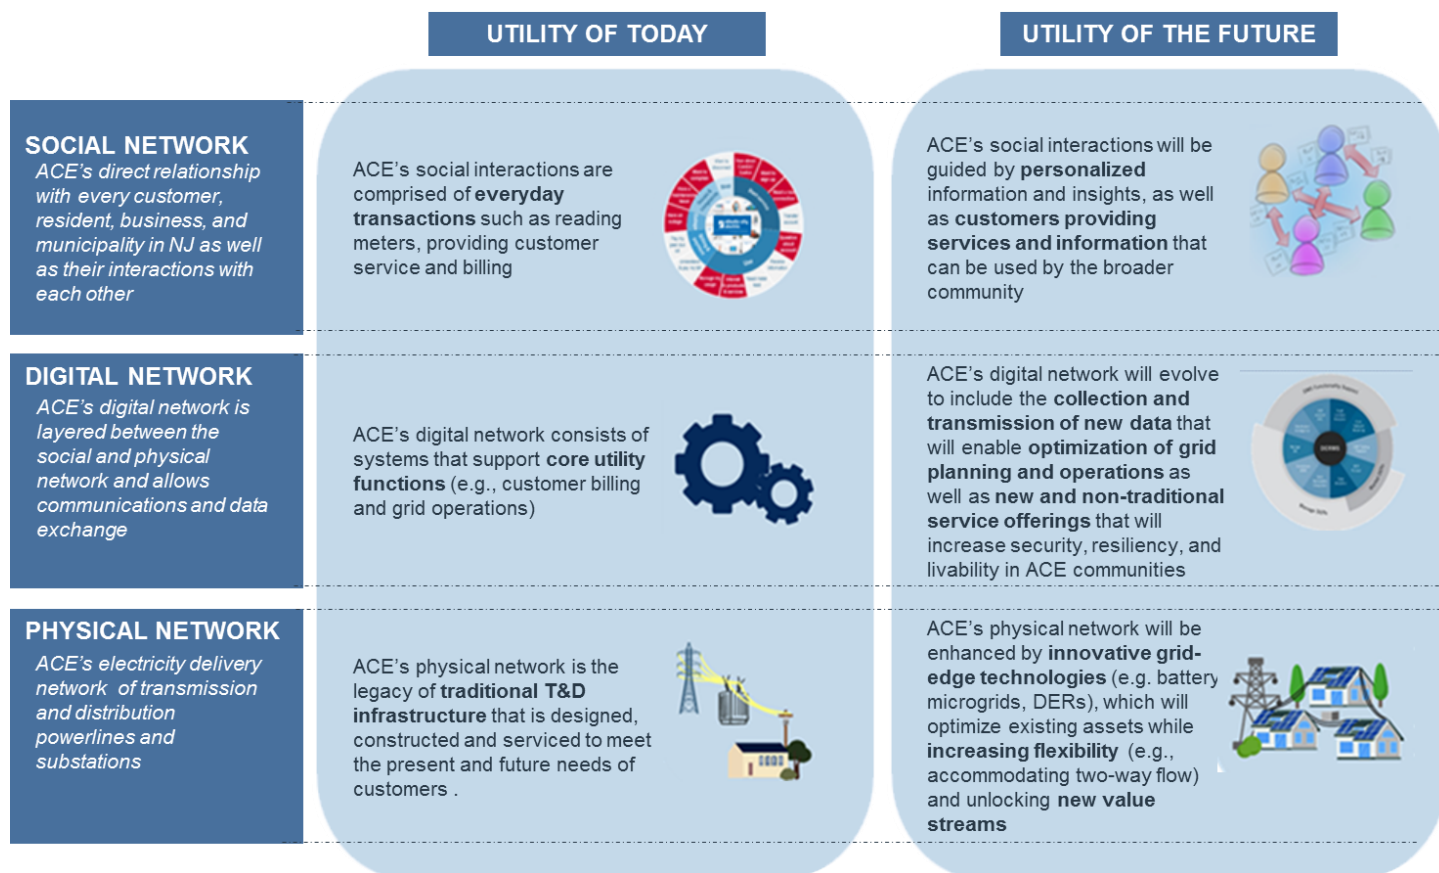 UTILITY OF TODAY
UTILITY OF THE FUTURE
SOCIAL NETWORK
ACE’s direct relationship
with every customer,
resident, business, and
municipality in NJ as well
as their interactions with
each other
ACE’s social interactions are
comprised of everyday
transactions such as reading
meters, providing customer
service and billing
ACE’s social interactions will be
guided by personalized
information and insights, as well
as customers providing
services and information that
can be used by the broader
community
DIGITAL NETWORK
ACE’s digital network is
layered between the
social and physical
network and allows
communications and data
exchange
ACE’s digital network consists of
systems that support core utility
functions (e.g., customer billing
and grid operations)
ACE’s digital network will evolve
to include the collection and
transmission of new data that
will enable optimization of grid
planning and operations as
well as new and non-traditional
service offerings that will
increase security, resiliency, and
livability in ACE communities
DERMS
PHYSICAL NETWORK
ACE’s electricity delivery
network of transmission
and distribution
powerlines and
substations
ACE’s physical network is the
legacy of traditional T&D
infrastructure that is designed,
constructed and serviced to meet
the present and future needs of
customers .
ACE’s physical network will be
enhanced by innovative grid-
edge technologies (e.g. battery
microgrids, DERs), which will
optimize existing assets while
increasing flexibility (e.g.,
accommodating two-way flow)
and unlocking new value
streams